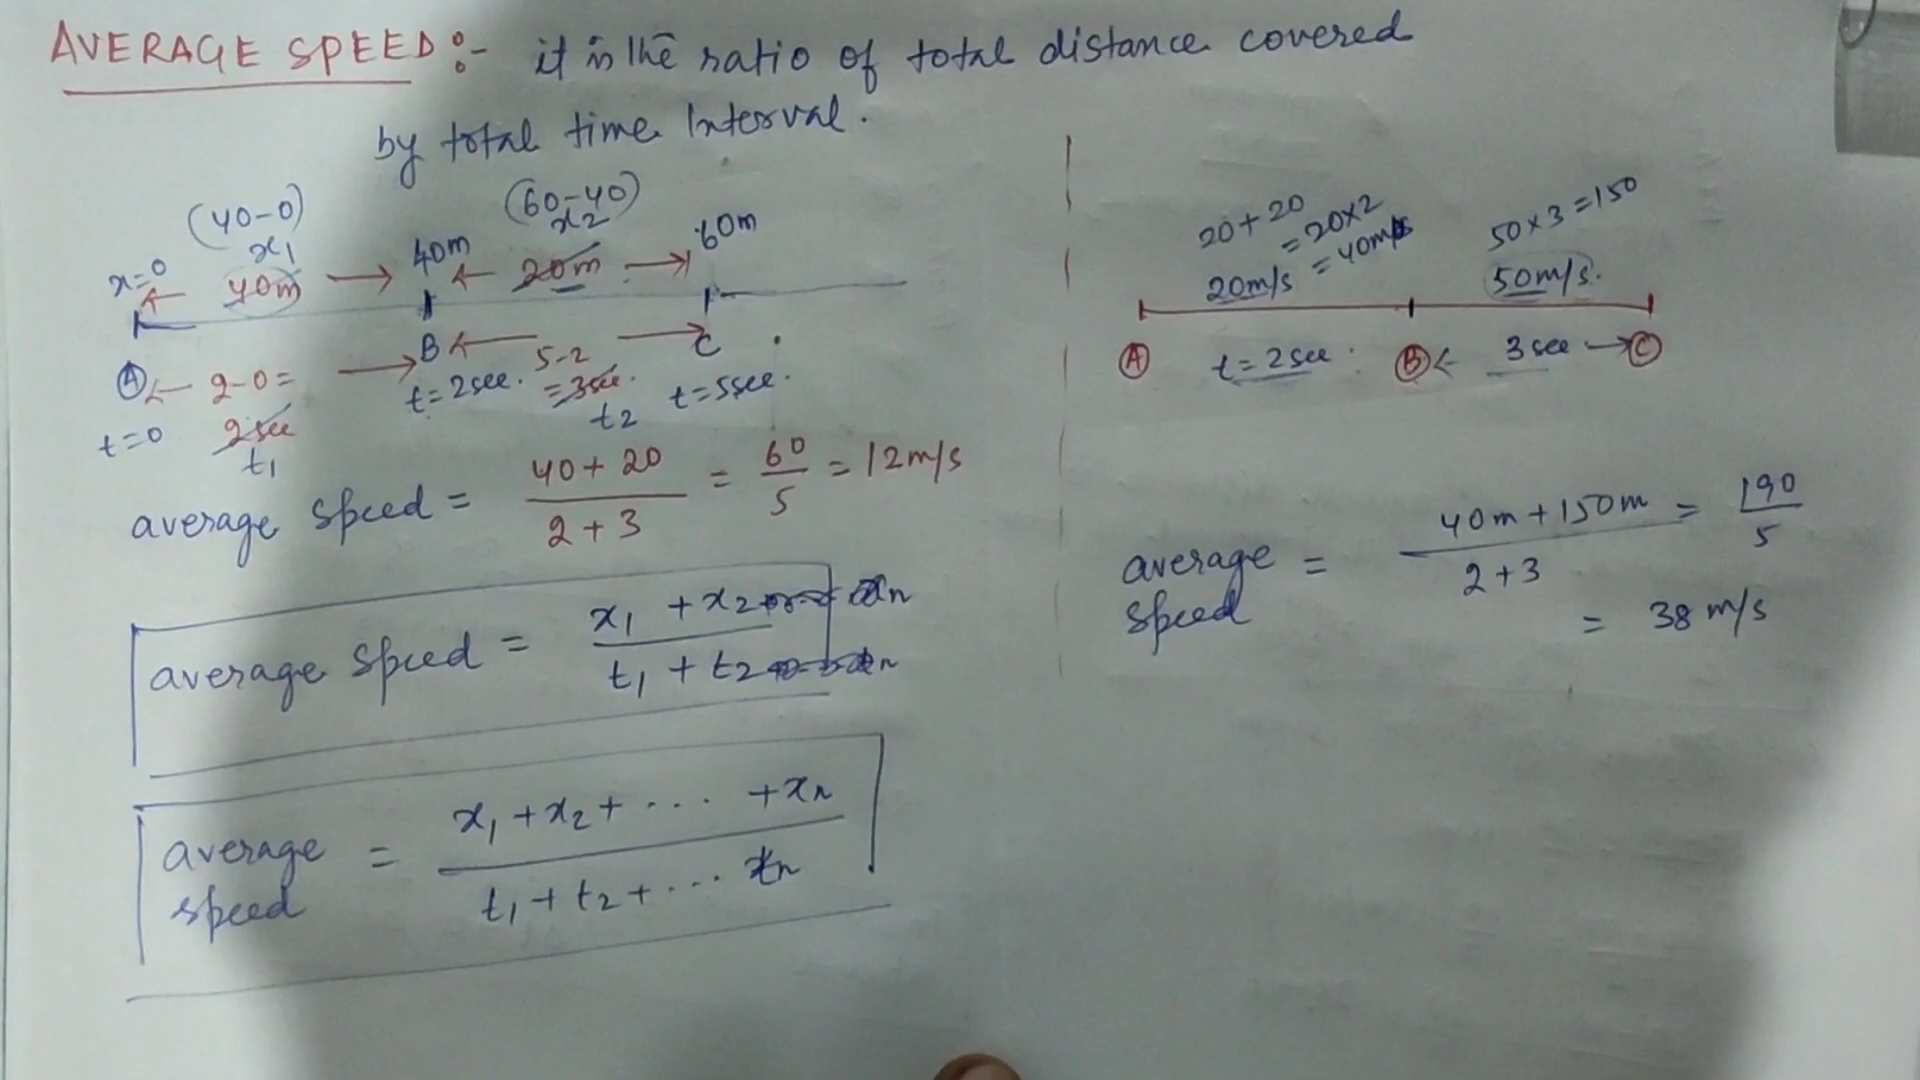 AVERAGE SPEED :- it is the ratio of total distance covered
by total time Interval.
(40-0) (60-40)
x1 x2
x=0 40m 40m 20m 60m
A 2-0= B 5-2 C
t=0 2sec t=2sec. =3sec. t=5sec.
t1 t2
average speed = 40+20 / 2+3 = 60/5 = 12m/s
average speed = x1 + x2 / t1 + t2
average speed = x1 + x2 + ... + xn / t1 + t2 + ... tn
20+20 = 20x2 50x3=150
20m/s = 40m 50m/s.
A t=2sec B 3sec C
average speed = 40m+150m / 2+3 = 190/5
= 38 m/s